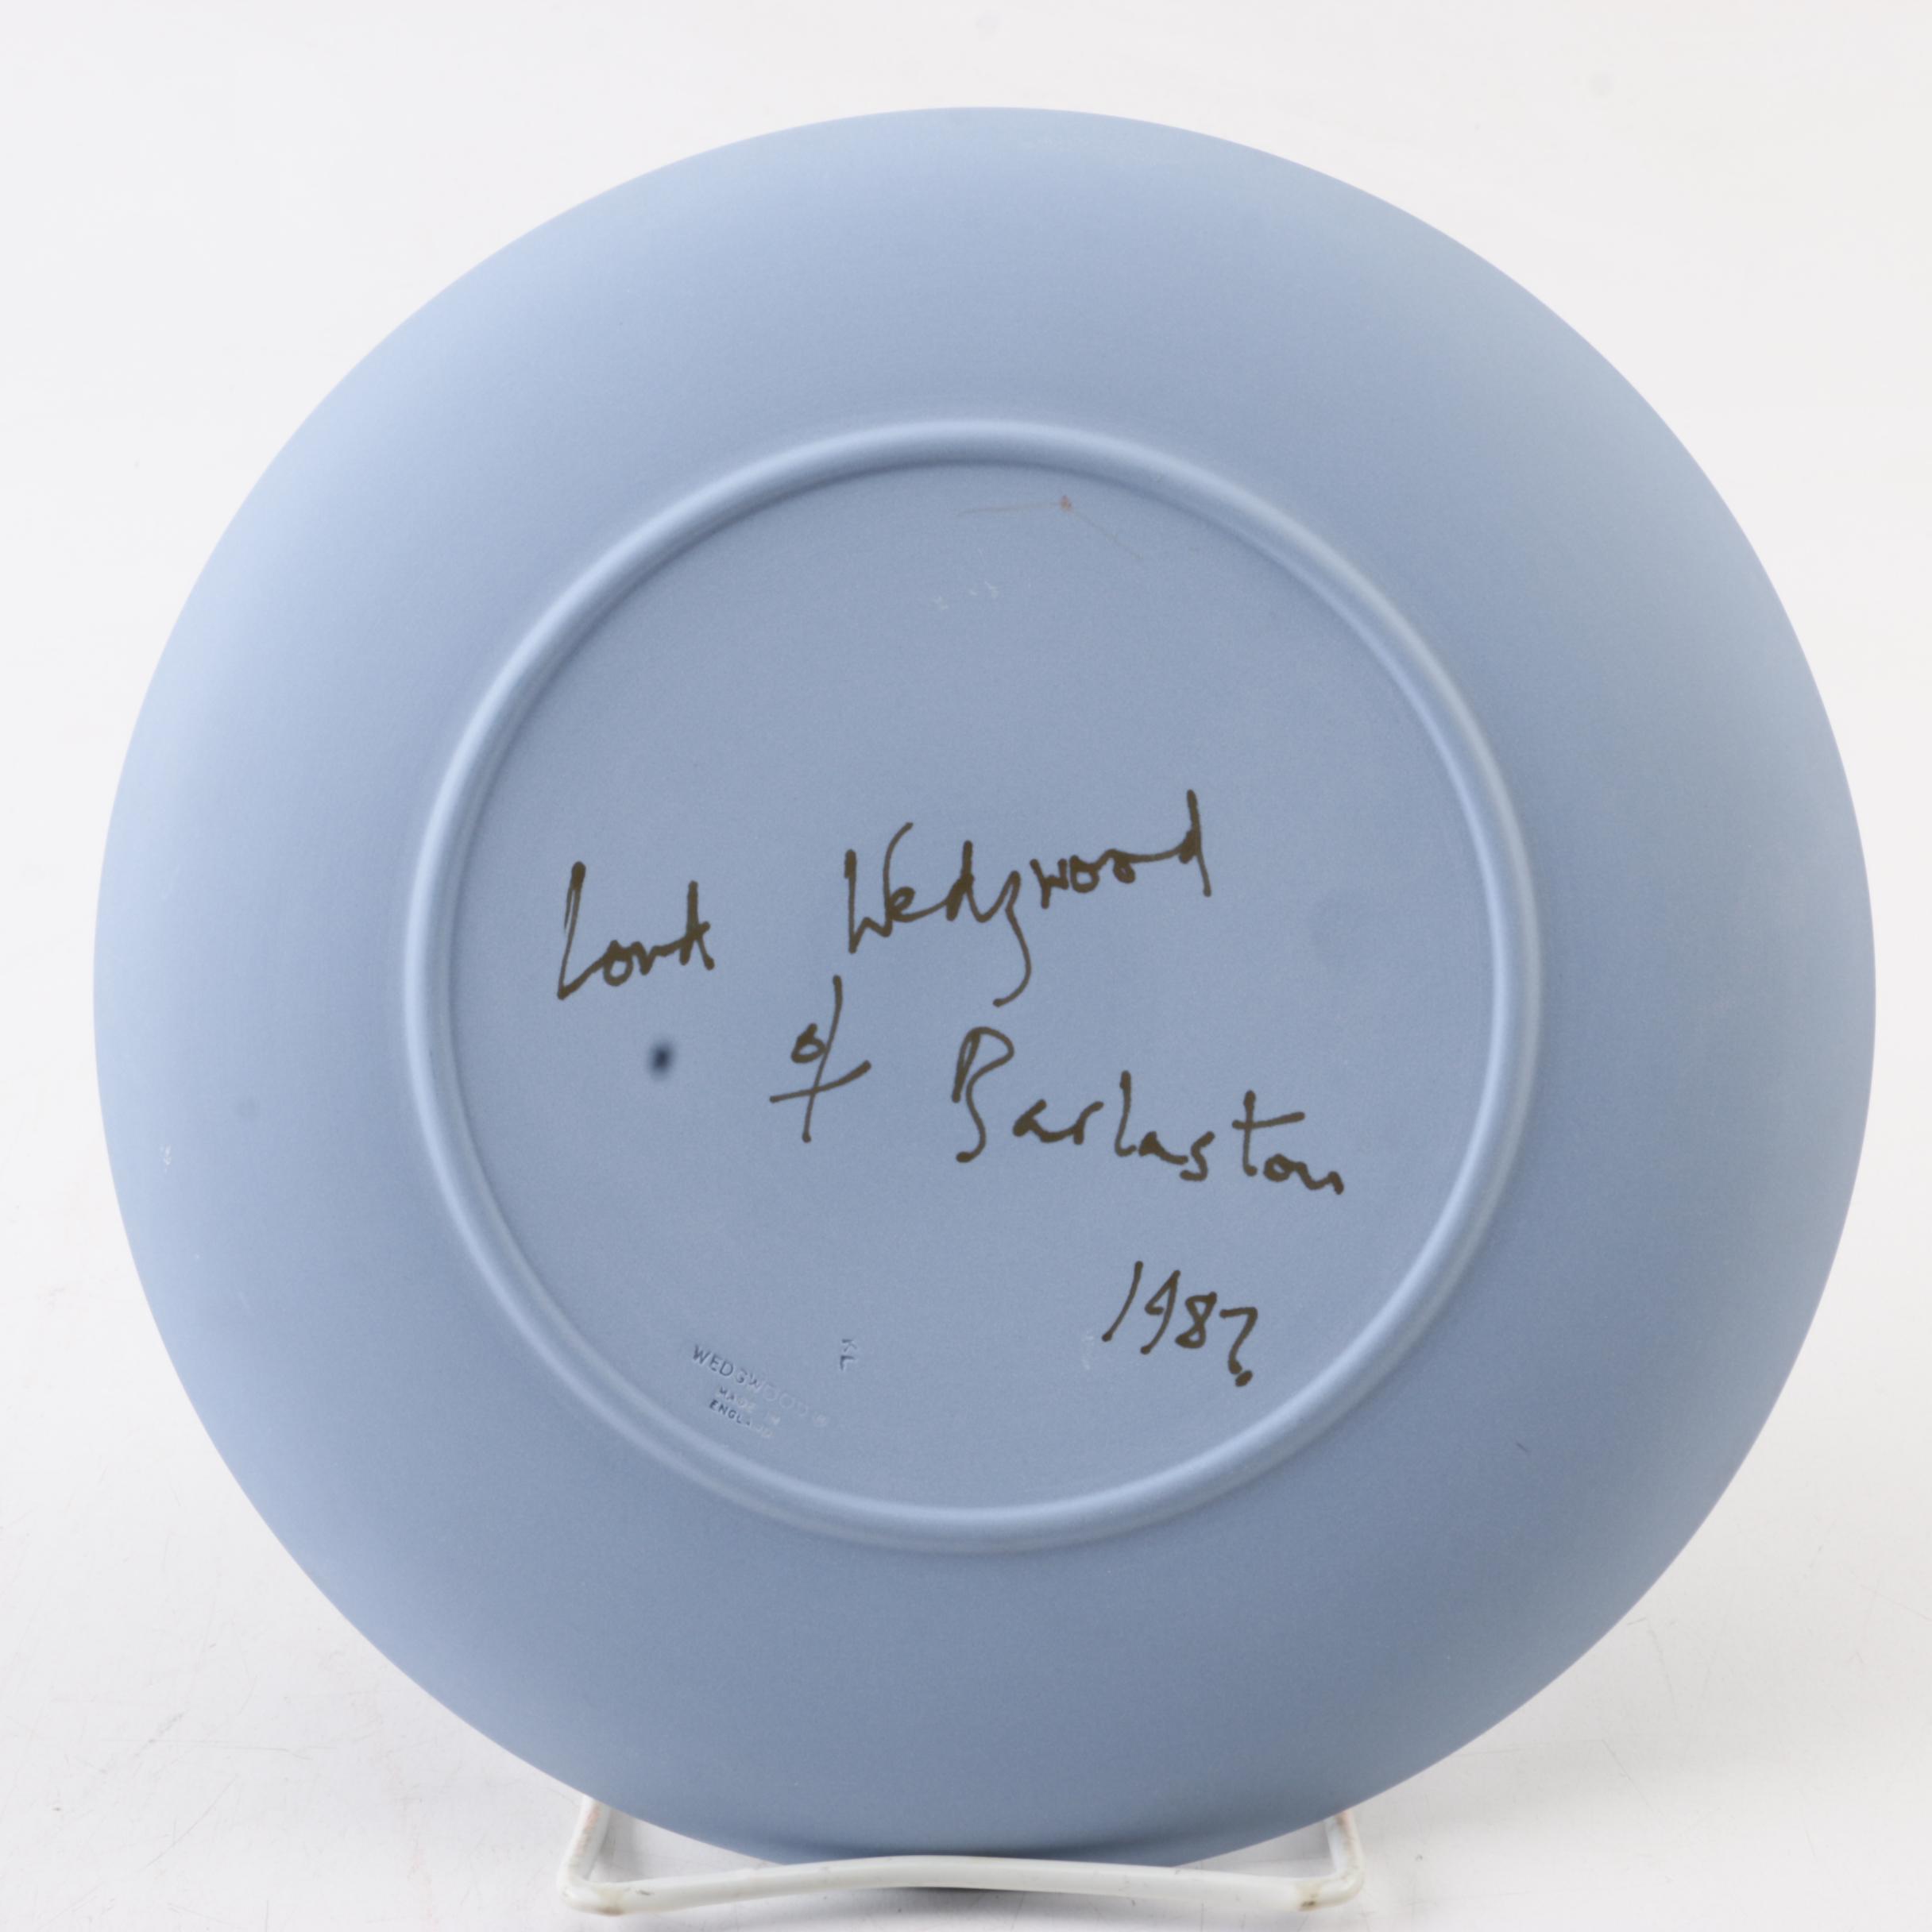 Lord Wedgwood
of Barlaston
1987
WEDGWOOD®
MADE IN
ENGLAND